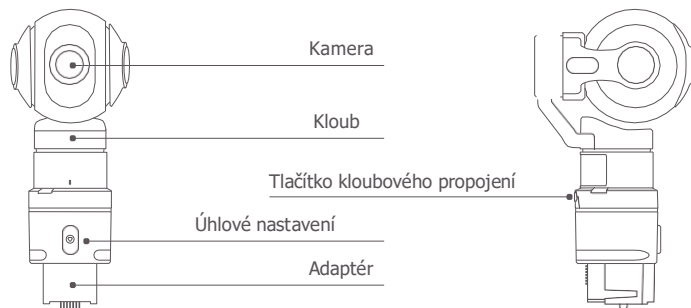 Kamera
Kloub
Tlačítko kloubového propojení
Úhlové nastavení
Adaptér